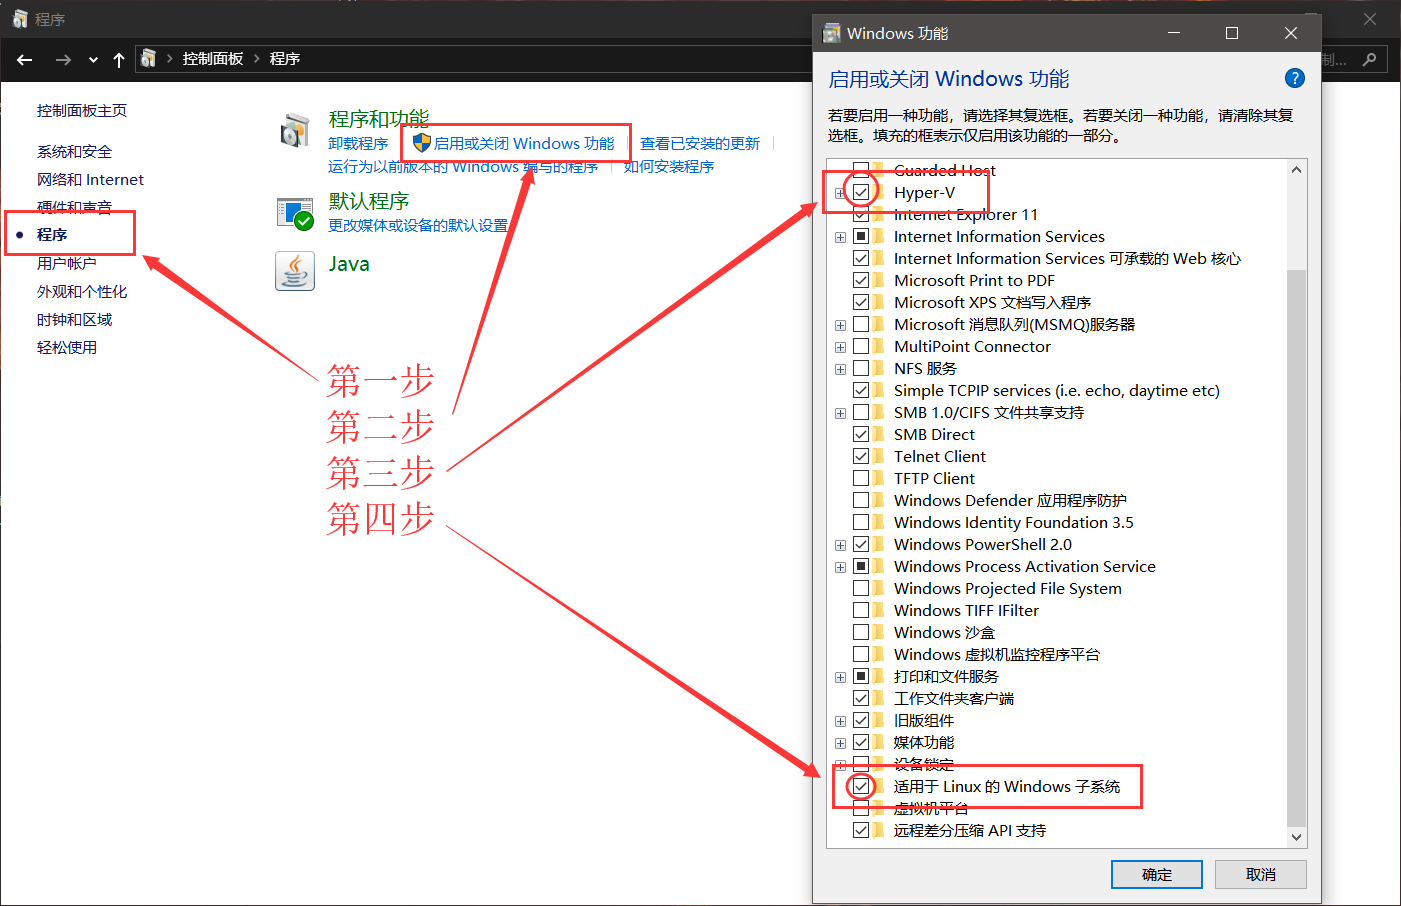 程序
控制面板 > 程序
控制面板主页
系统和安全
网络和 Internet
硬件和声音
程序
用户帐户
外观和个性化
时钟和区域
轻松使用
程序和功能
卸载程序
启用或关闭 Windows 功能
查看已安装的更新
运行为以前版本的 Windows 编写的程序
如何安装程序
默认程序
更改媒体或设备的默认设置
Java
第一步
第二步
第三步
第四步
制...
Windows 功能
启用或关闭 Windows 功能
?
若要启用一种功能，请选择其复选框。若要关闭一种功能，请清除其复
选框。填充的框表示仅启用该功能的一部分。
Guarded Host
Hyper-V
Internet Explorer 11
Internet Information Services
Internet Information Services 可承载的 Web 核心
Microsoft Print to PDF
Microsoft XPS 文档写入程序
Microsoft 消息队列(MSMQ)服务器
MultiPoint Connector
NFS 服务
Simple TCPIP services (i.e. echo, daytime etc)
SMB 1.0/CIFS 文件共享支持
SMB Direct
Telnet Client
TFTP Client
Windows Defender 应用程序防护
Windows Identity Foundation 3.5
Windows PowerShell 2.0
Windows Process Activation Service
Windows Projected File System
Windows TIFF IFilter
Windows 沙盒
Windows 虚拟机监控程序平台
打印和文件服务
工作文件夹客户端
旧版组件
媒体功能
设备锁定
适用于 Linux 的 Windows 子系统
虚拟机平台
远程差分压缩 API 支持
确定
取消